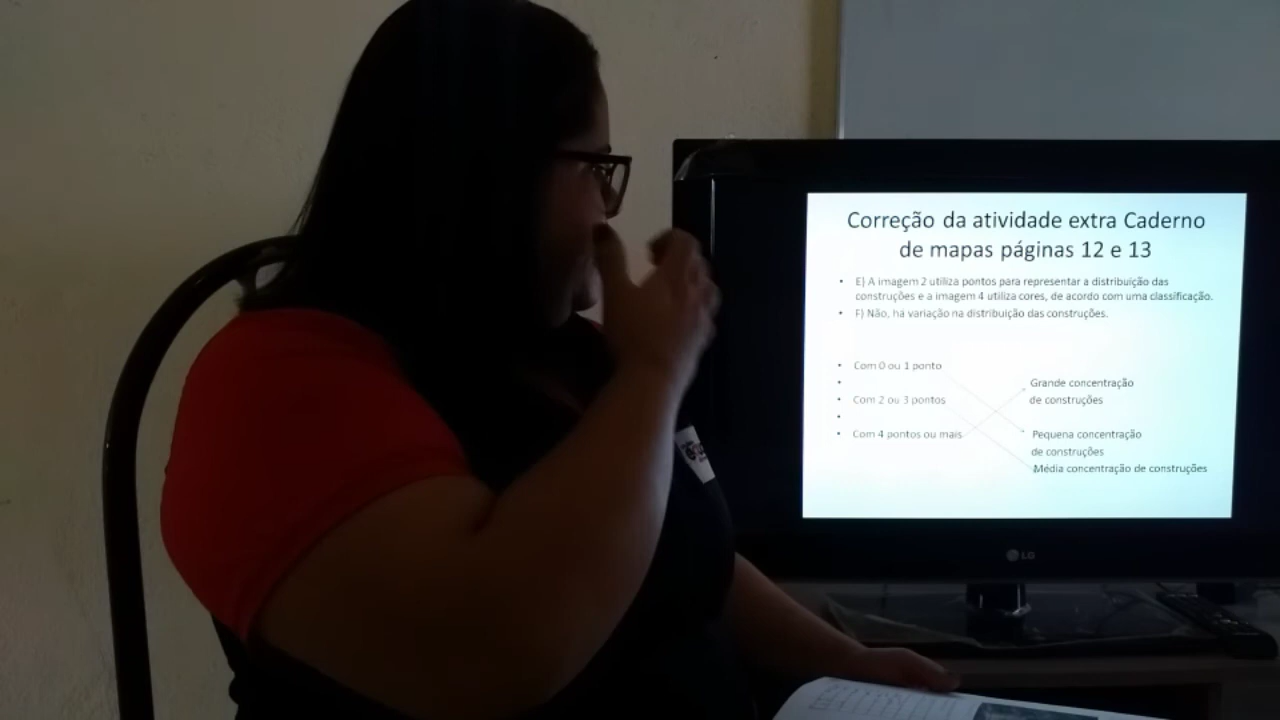 Correção da atividade extra Caderno
de mapas páginas 12 e 13
• E) A imagem 2 utiliza pontos para representar a distribuição das
construções e a imagem 4 utiliza cores, de acordo com uma classificação.
• F) Não, há variação na distribuição das construções.
• Com 0 ou 1 ponto
• Com 2 ou 3 pontos
• Com 4 pontos ou mais
Grande concentração
de construções
Pequena concentração
de construções
Média concentração de construções
LG